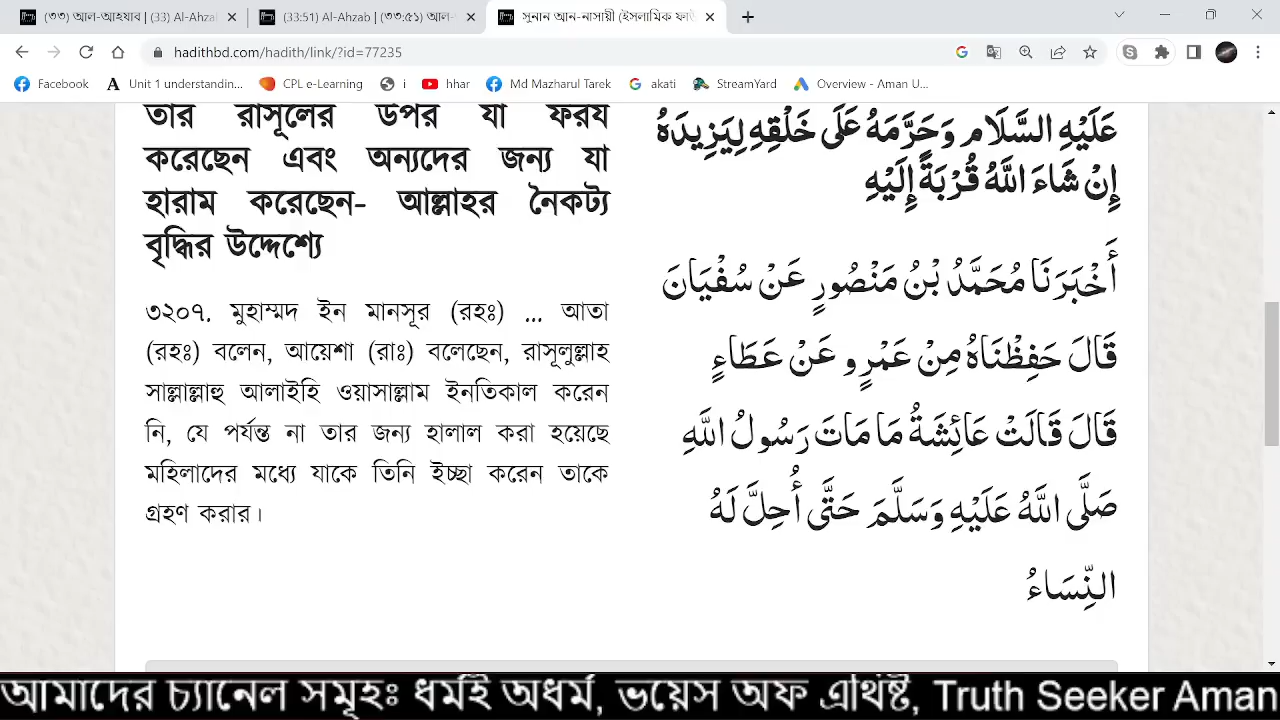 (৩৩) আল-আহযাব | (33) Al-Ahza
(33:51) Al-Ahzab | (৩৩:৫১) আল-
সুনান আন-নাসায়ী (ইসলামিক ফাউ
hadithbd.com/hadith/link/?id=77235
Facebook
Unit 1 understandin...
CPL e-Learning
i
hhar
Md Mazharul Tarek
akati
StreamYard
Overview - Aman U...
তার রাসূলের উপর যা ফরয
করেছেন এবং অন্যদের জন্য যা
হারাম করেছেন- আল্লাহর নৈকট্য
বৃদ্ধির উদ্দেশ্যে
৩২০৭. মুহাম্মদ ইন মানসূর (রহঃ) ... আতা
(রহঃ) বলেন, আয়েশা (রাঃ) বলেছেন, রাসূলুল্লাহ
সাল্লাল্লাহু আলাইহি ওয়াসাল্লাম ইনতিকাল করেন
নি, যে পর্যন্ত না তার জন্য হালাল করা হয়েছে
মহিলাদের মধ্যে যাকে তিনি ইচ্ছা করেন তাকে
গ্রহণ করার।
عَلَيْهِ السَّلَام وَحَرَّمَهُ عَلَى خَلْقِهِ لِيَزِيدَهُ
إِنْ شَاءَ اللَّهُ قُرْبَةً إِلَيْهِ
أَخْبَرَنَا مُحَمَّدُ بْنُ مَنْصُورٍ عَنْ سُفْيَانَ
قَالَ حَفِظْنَاهُ مِنْ عَمْرٍو عَنْ عَطَاءٍ
قَالَ قَالَتْ عَائِشَةُ مَا مَاتَ رَسُولُ اللَّهِ
صَلَّى اللَّهُ عَلَيْهِ وَسَلَّمَ حَتَّى أُحِلَّ لَهُ
النِّسَاءُ
আমাদের চ্যানেল সমূহঃ ধর্মই অধর্ম, ভয়েস অফ এথিষ্ট, Truth Seeker Aman